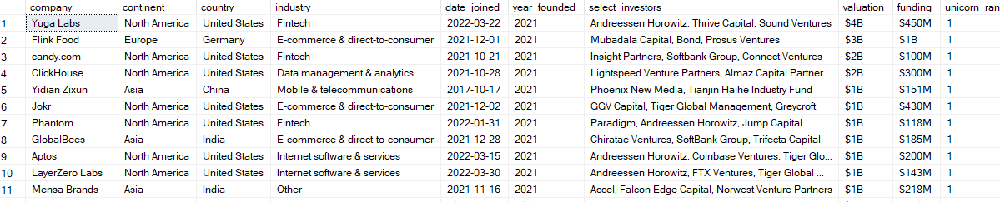 company continent country industry date_joined year_founded select_investors valuation funding unicorn_ran
1 Yuga Labs North America United States Fintech 2022-03-22 2021 Andreessen Horowitz, Thrive Capital, Sound Ventures $4B $450M 1
2 Flink Food Europe Germany E-commerce & direct-to-consumer 2021-12-01 2021 Mubadala Capital, Bond, Prosus Ventures $3B $1B 1
3 candy.com North America United States Fintech 2021-10-21 2021 Insight Partners, Softbank Group, Connect Ventures $2B $100M 1
4 ClickHouse North America United States Data management & analytics 2021-10-28 2021 Lightspeed Venture Partners, Almaz Capital Partner... $2B $300M 1
5 Yidian Zixun Asia China Mobile & telecommunications 2017-10-17 2021 Phoenix New Media, Tianjin Haihe Industry Fund $1B $151M 1
6 Jokr North America United States E-commerce & direct-to-consumer 2021-12-02 2021 GGV Capital, Tiger Global Management, Greycroft $1B $430M 1
7 Phantom North America United States Fintech 2022-01-31 2021 Paradigm, Andreessen Horowitz, Jump Capital $1B $118M 1
8 GlobalBees Asia India E-commerce & direct-to-consumer 2021-12-28 2021 Chiratae Ventures, SoftBank Group, Trifecta Capital $1B $185M 1
9 Aptos North America United States Internet software & services 2022-03-15 2021 Andreessen Horowitz, Coinbase Ventures, Tiger Glo... $1B $200M 1
10 LayerZero Labs North America United States Internet software & services 2022-03-30 2021 Andreessen Horowitz, FTX Ventures, Tiger Global ... $1B $143M 1
11 Mensa Brands Asia India Other 2021-11-16 2021 Accel, Falcon Edge Capital, Norwest Venture Partners $1B $218M 1